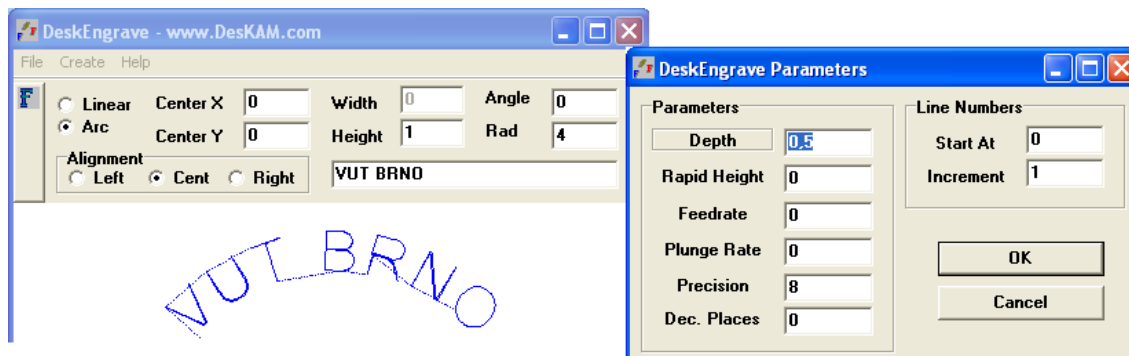 DeskEngrave - www.DesKAM.com
File Create Help
F Linear Center X 0 Width 0 Angle 0
Arc Center Y 0 Height 1 Rad 4
Alignment
Left Cent Right VUT BRNO
VUT BRNO
DeskEngrave Parameters
Parameters
Depth 0,5
Rapid Height 0
Feedrate 0
Plunge Rate 0
Precision 8
Dec. Places 0
Line Numbers
Start At 0
Increment 1
OK
Cancel